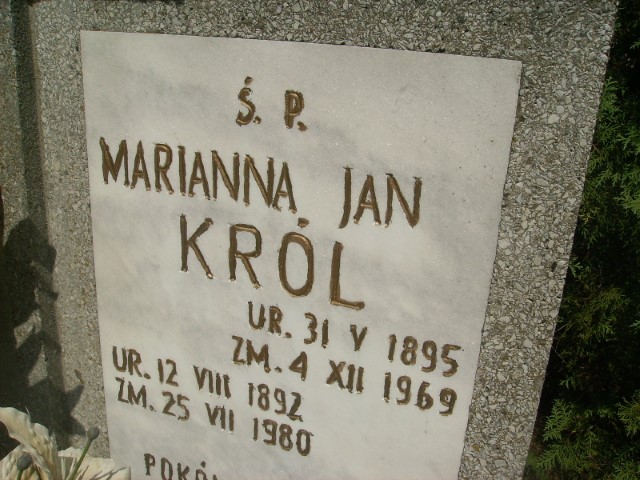 Ś. P.
MARIANNA JAN
KRÓL
UR. 31 V 1895
ZM. 4 XII 1969
UR. 12 VIII 1892
ZM. 25 VII 1980